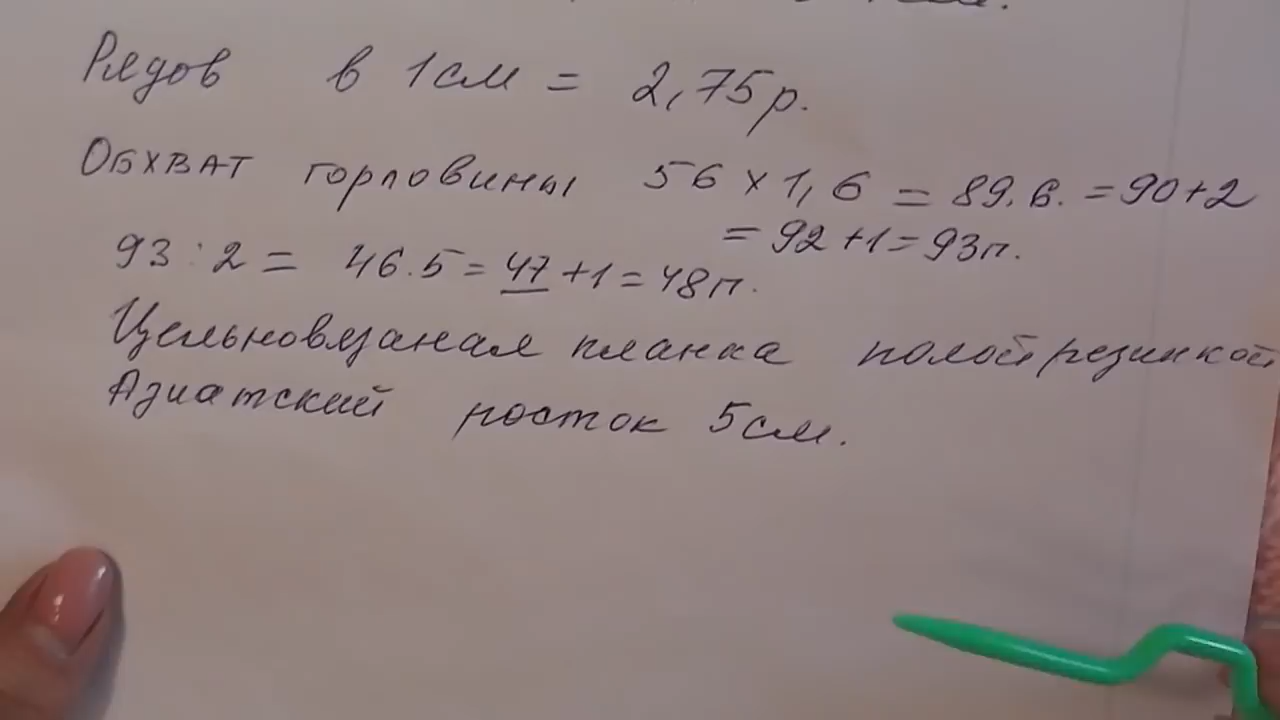 Рядов в 1см = 2,75р.
Обхват горловины 56 x 1,6 = 89.6. = 90+2
= 92+1 = 93п.
93 : 2 = 46.5 = 47 +1 = 48п.
Цельновязаная планка полой резинкой
Азиатский росток 5см.